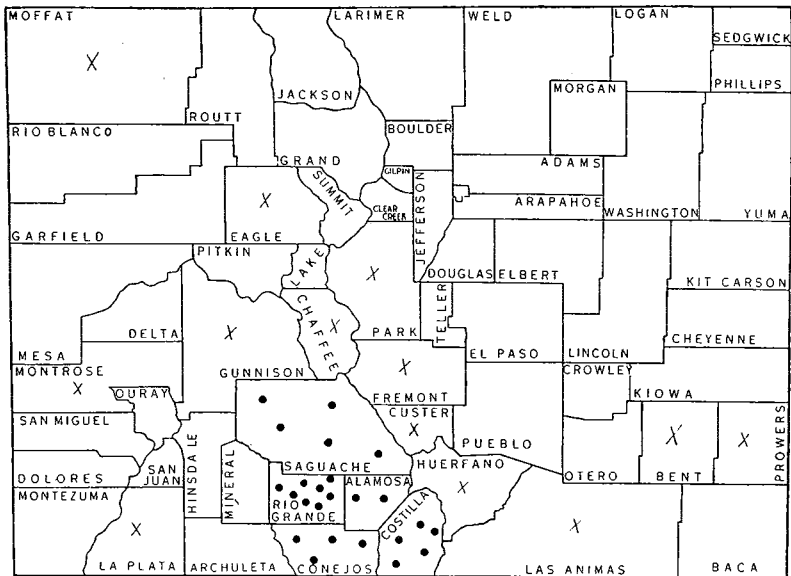 MOFFAT
LARIMER
WELD
LOGAN
SEDGWICK
X
JACKSON
MORGAN
PHILLIPS
ROUTT
RIO BLANCO
BOULDER
GRAND
GILPIN
ADAMS
SUMMIT
JEFFERSON
X
CLEAR CREEK
ARAPAHOE
WASHINGTON
YUMA
GARFIELD
EAGLE
PITKIN
LAKE
X
DOUGLAS
ELBERT
KIT CARSON
CHAFFEE
TELLER
X
X
DELTA
PARK
CHEYENNE
MESA
EL PASO
LINCOLN
MONTROSE
GUNNISON
X
CROWLEY
X
OURAY
FREMONT
KIOWA
CUSTER
SAN MIGUEL
X
X
X
PROWERS
HINSDALE
PUEBLO
SAGUACHE
HUERFANO
DOLORES
SAN JUAN
MINERAL
ALAMOSA
OTERO
BENT
MONTEZUMA
RIO GRANDE
COSTILLA
X
X
X
LA PLATA
ARCHULETA
CONEJOS
LAS ANIMAS
BACA